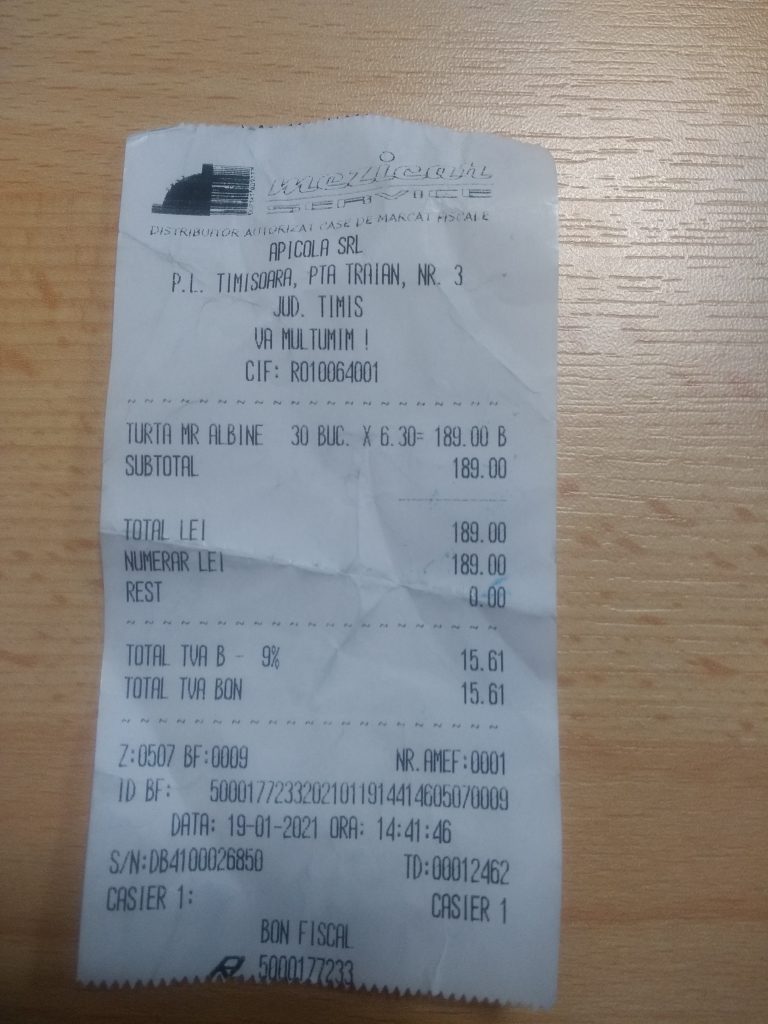 SERVICE
DISTRIBUITOR AUTORIZAT CASE DE MARCAT FISCALE
APICOLA SRL
P.L. TIMISOARA, PTA TRAIAN, NR. 3
JUD. TIMIS
VA MULTUMIM !
CIF: RO10064001
TURTA MR ALBINE 30 BUC. X 6.30= 189.00 B
SUBTOTAL 189.00
TOTAL LEI 189.00
NUMERAR LEI 189.00
REST 0.00
TOTAL TVA B - 9% 15.61
TOTAL TVA BON 15.61
Z:0507 BF:0009 NR.AMEF:0001
ID BF: 50001772332021011914414605070009
DATA: 19-01-2021 ORA: 14:41:46
S/N:DB4100026850 TD:00012462
CASIER 1: CASIER 1
BON FISCAL
5000177233